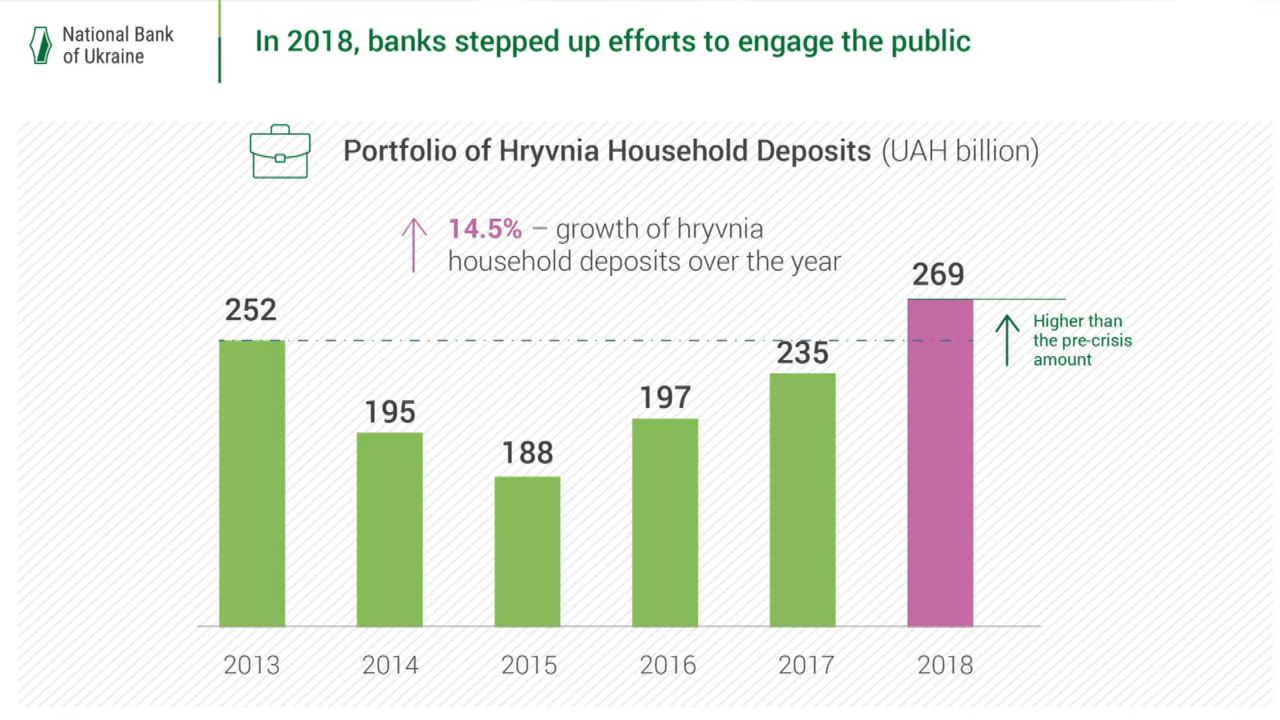 National Bank
of Ukraine
In 2018, banks stepped up efforts to engage the public
Portfolio of Hryvnia Household Deposits (UAH billion)
14.5% – growth of hryvnia
household deposits over the year
252
195
188
197
235
269
Higher than
the pre-crisis
amount
2013
2014
2015
2016
2017
2018